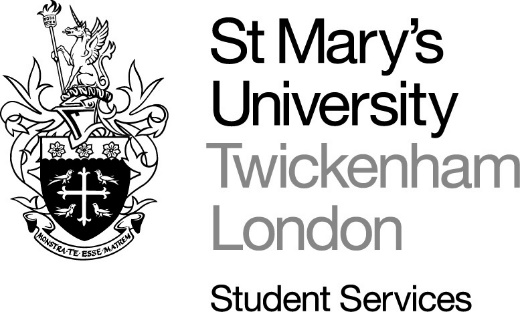 St Mary's
University
Twickenham
London
Student Services
MONSTRA·TE·ESSE·MATREM